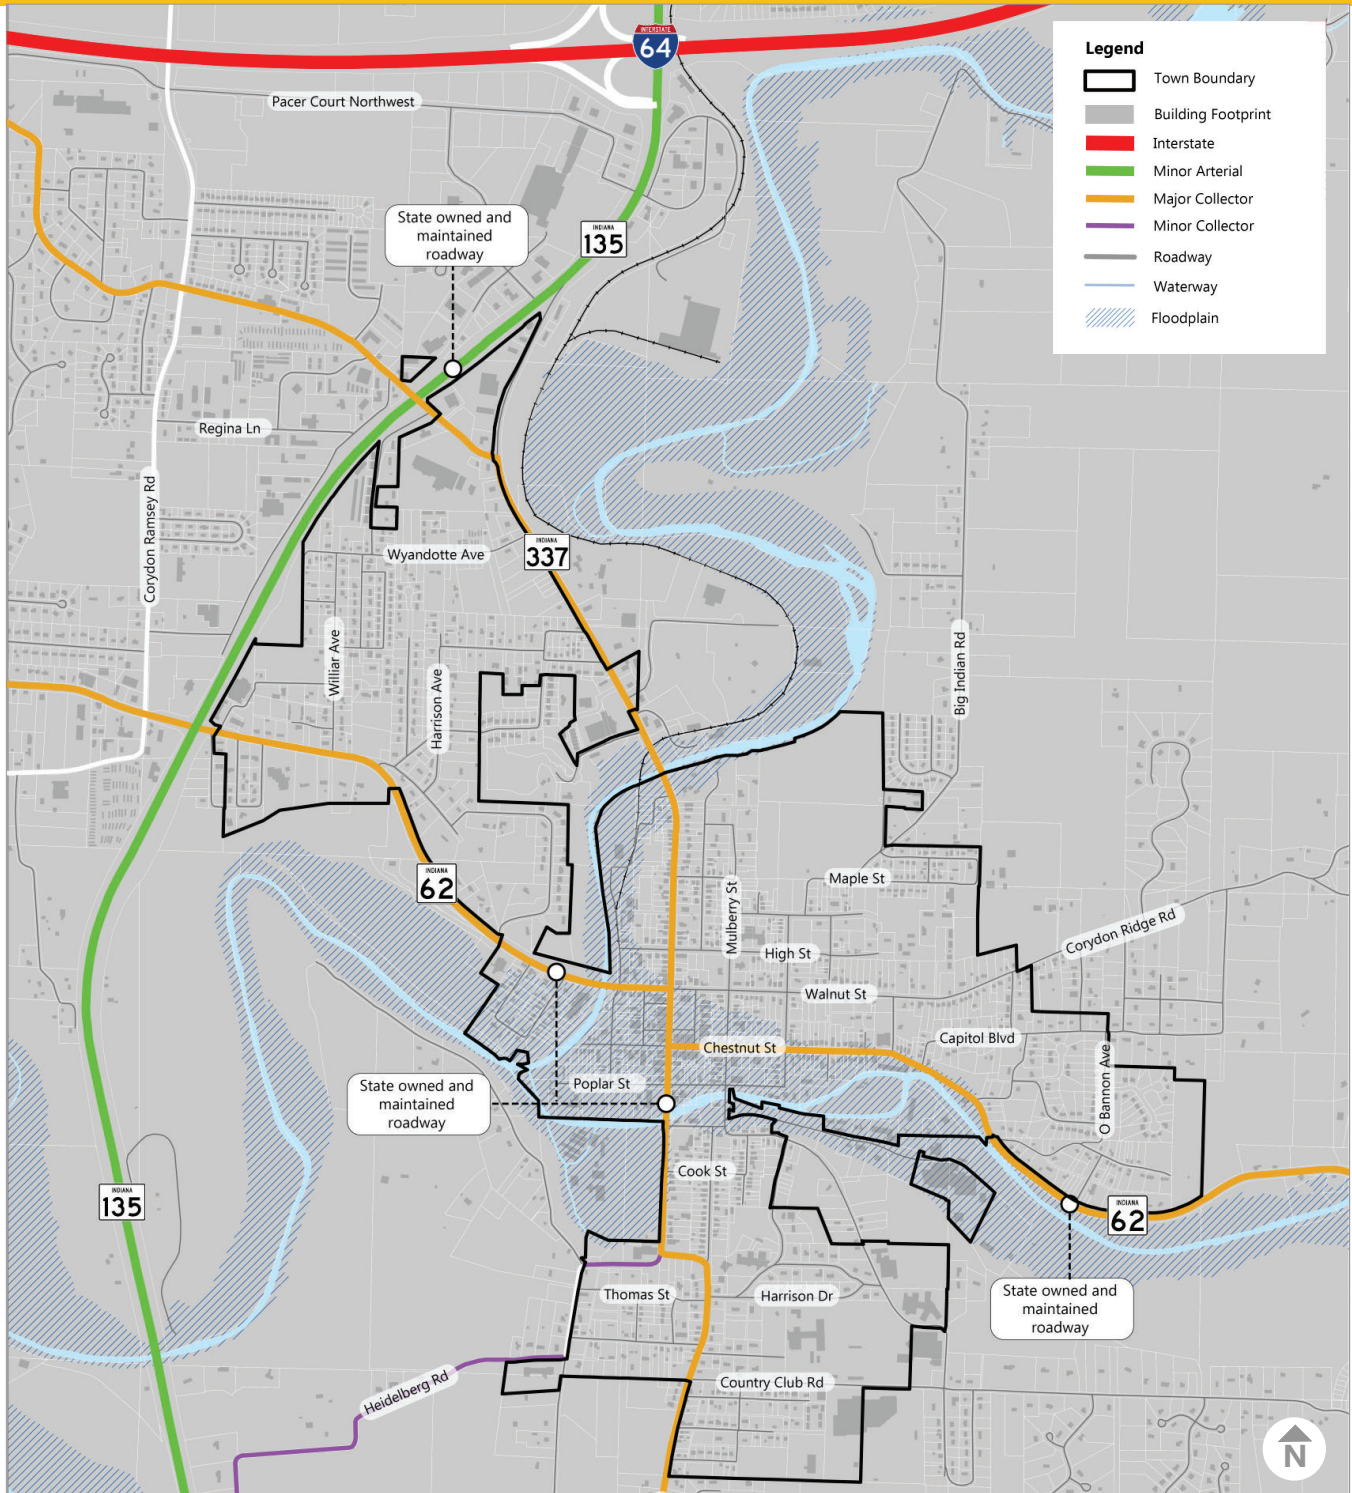 INTERSTATE
64
Legend
Town Boundary
Building Footprint
Interstate
Minor Arterial
Major Collector
Minor Collector
Roadway
Waterway
Floodplain
Pacer Court Northwest
State owned and
maintained
roadway
INDIANA
135
Regina Ln
Corydon Ramsey Rd
Wyandotte Ave
INDIANA
337
Williar Ave
Harrison Ave
Big Indian Rd
INDIANA
62
Maple St
Mulberry St
High St
Corydon Ridge Rd
Walnut St
Capitol Blvd
Chestnut St
O Bannon Ave
State owned and
maintained
roadway
Poplar St
Cook St
INDIANA
135
INDIANA
62
Thomas St
Harrison Dr
State owned and
maintained
roadway
Heidelberg Rd
Country Club Rd
N